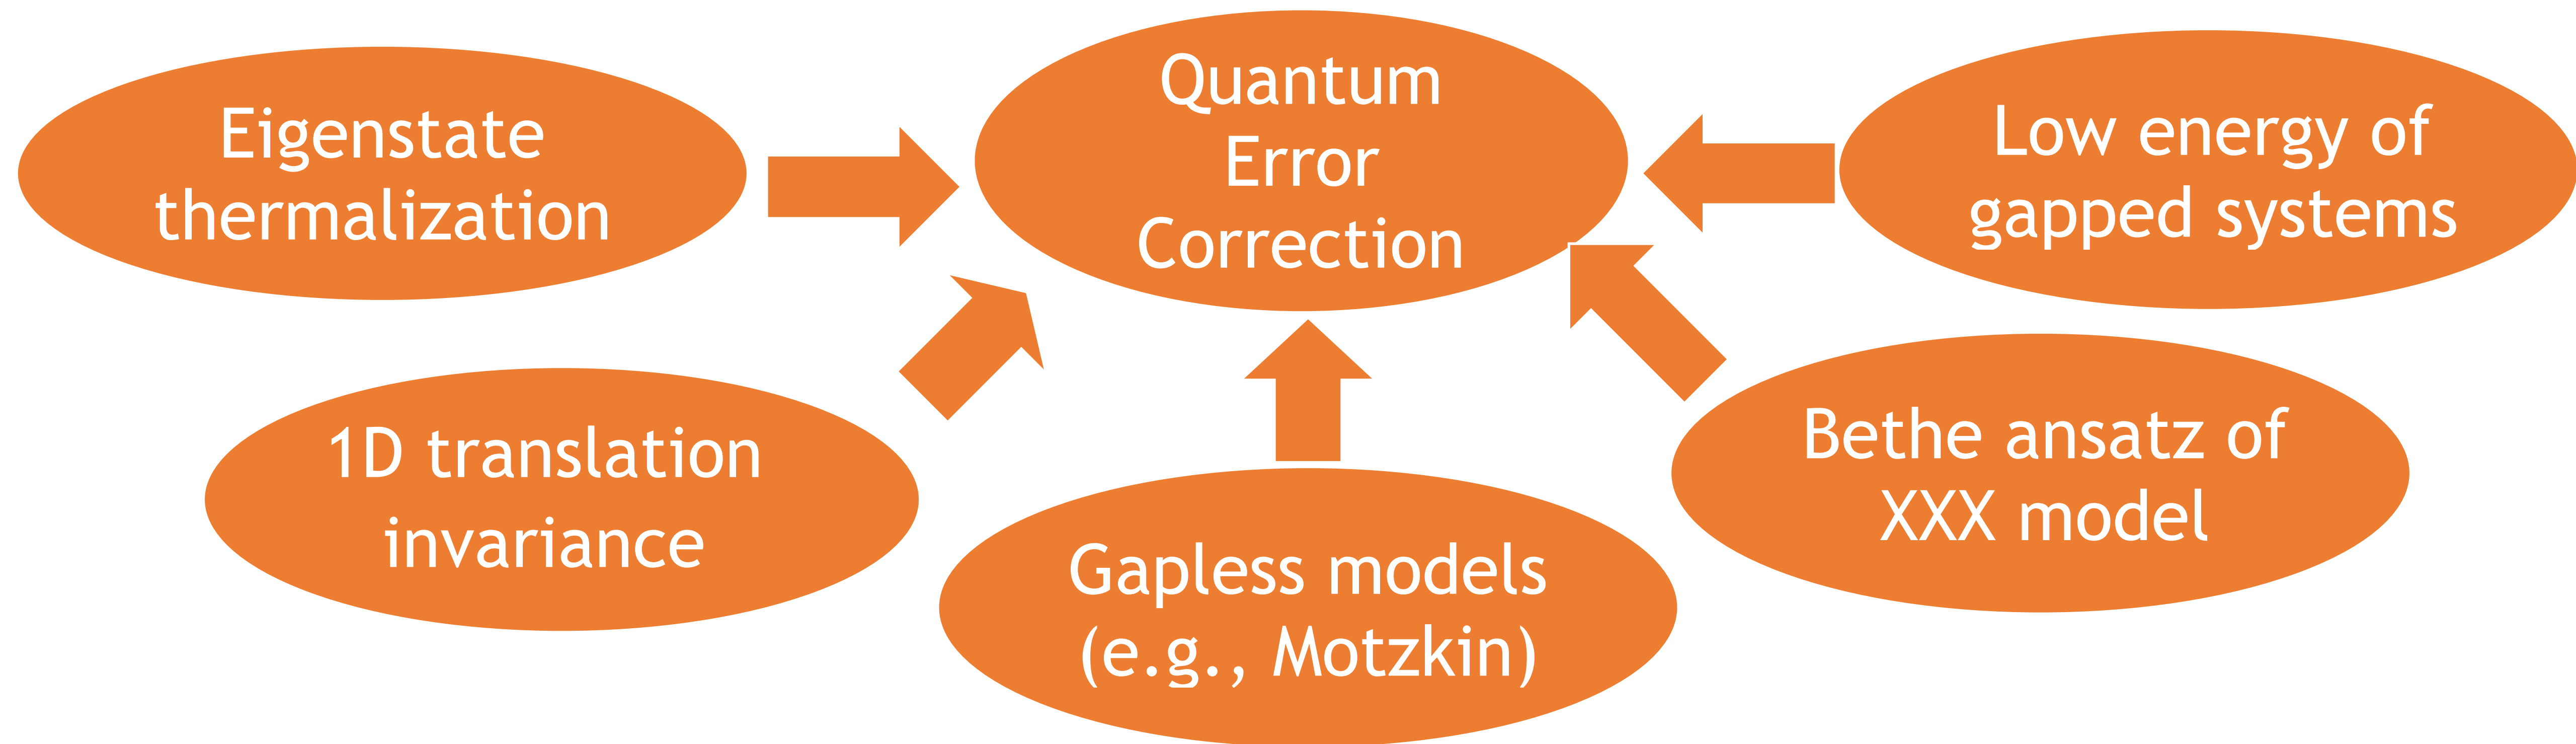 Eigenstate
thermalization
Quantum
Error
Correction
Low energy of
gapped systems
1D translation
invariance
Gapless models
(e.g., Motzkin)
Bethe ansatz of
XXX model